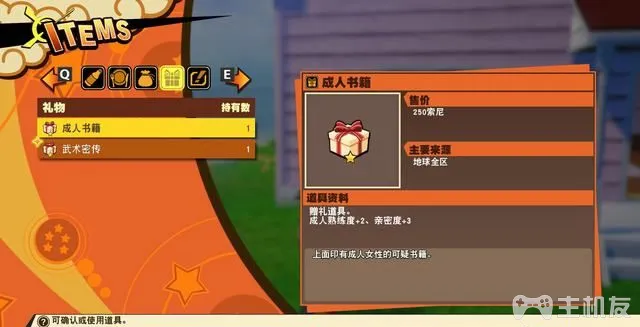 ITEMS
Q
E
礼物 持有数
成人书籍 1
武术密传 1
成人书籍
售价
250索尼
主要来源
地球全区
道具资料
赠礼道具。
成人熟练度+2、亲密度+3
上面印有成人女性的可疑书籍.
?可确认或使用道具。
主机友